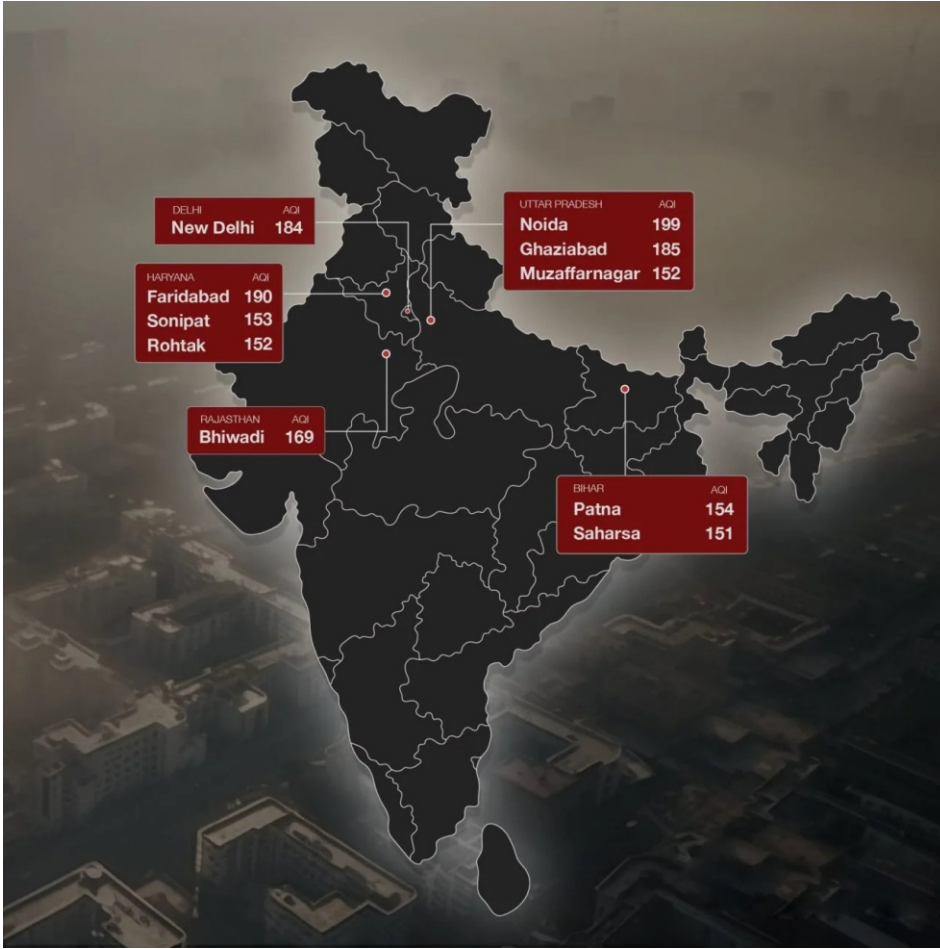 DELHI AQI
New Delhi 184
UTTAR PRADESH AQI
Noida 199
Ghaziabad 185
Muzaffarnagar 152
HARYANA AQI
Faridabad 190
Sonipat 153
Rohtak 152
RAJASTHAN AQI
Bhiwadi 169
BIHAR AQI
Patna 154
Saharsa 151